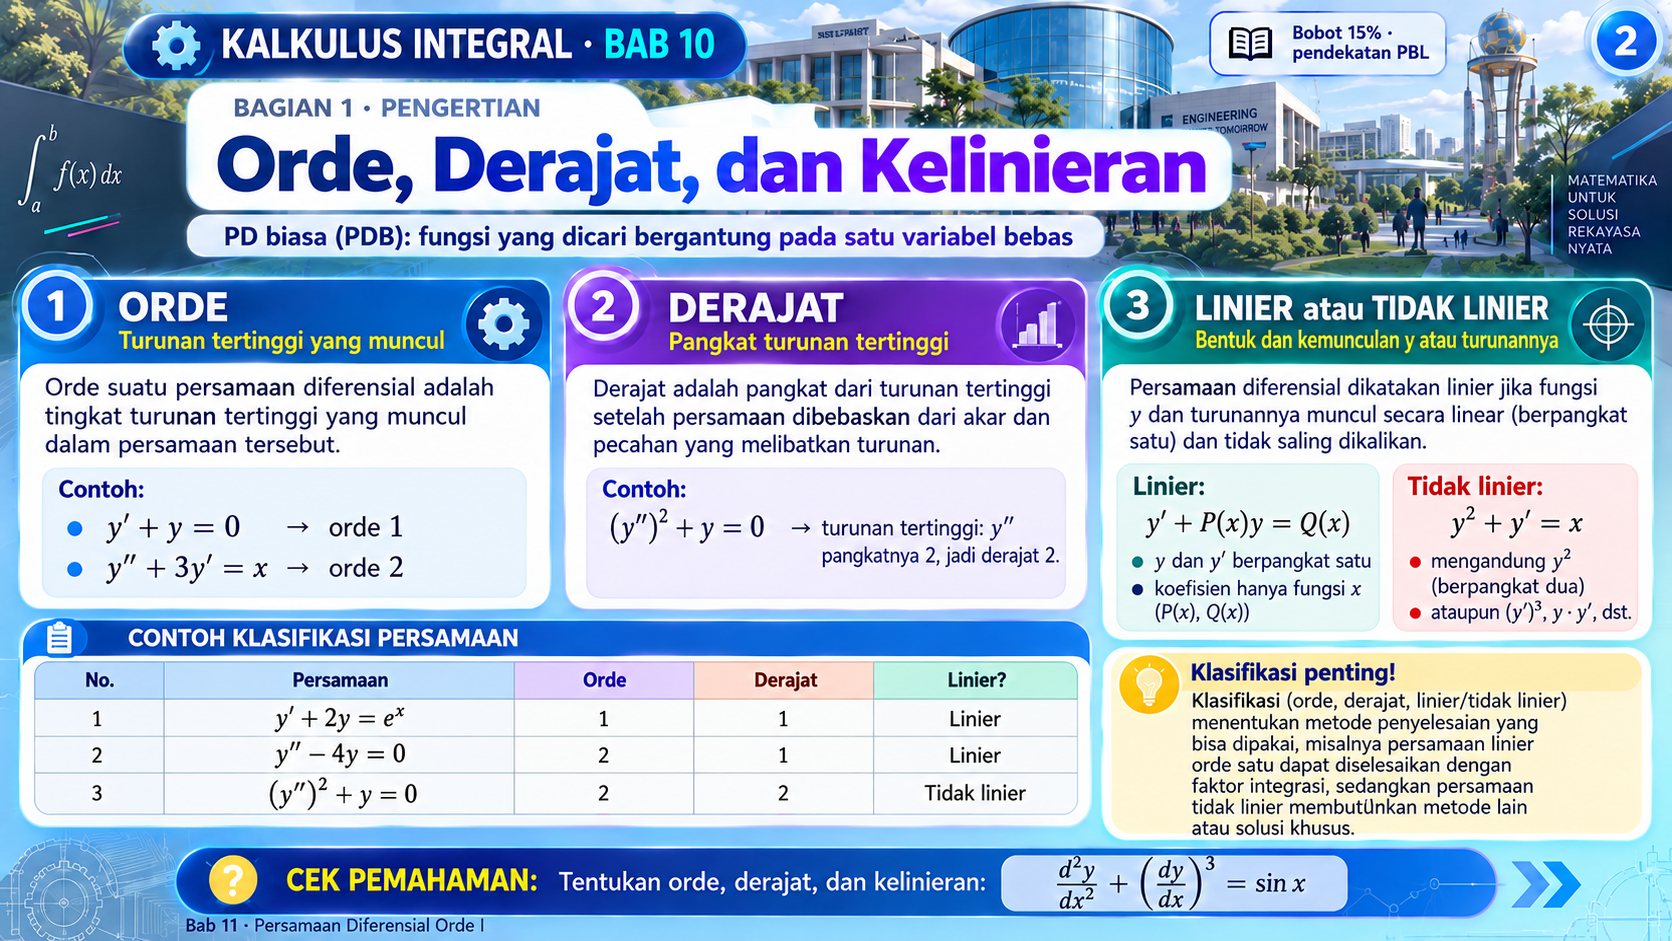 KALKULUS INTEGRAL · BAB 10
Bobot 15% ·
pendekatan PBL
2
BAGIAN 1 · PENGERTIAN
Orde, Derajat, dan Kelinieran
PD biasa (PDB): fungsi yang dicari bergantung pada satu variabel bebas
∫_a^b f(x) dx
ENGINEERING
TOMORROW
MATEMATIKA
UNTUK
SOLUSI
REKAYASA
NYATA
1
ORDE
Turunan tertinggi yang muncul
Orde suatu persamaan diferensial adalah
tingkat turunan tertinggi yang muncul
dalam persamaan tersebut.
Contoh:
• y′ + y = 0 → orde 1
• y″ + 3y′ = x → orde 2
2
DERAJAT
Pangkat turunan tertinggi
Derajat adalah pangkat dari turunan tertinggi
setelah persamaan dibebaskan dari akar dan
pecahan yang melibatkan turunan.
Contoh:
(y″)² + y = 0 → turunan tertinggi: y″
pangkatnya 2, jadi derajat 2.
3
LINIER atau TIDAK LINIER
Bentuk dan kemunculan y atau turunannya
Persamaan diferensial dikatakan linier jika fungsi
y dan turunannya muncul secara linear (berpangkat
satu) dan tidak saling dikalikan.
Linier:
y′ + P(x)y = Q(x)
• y dan y′ berpangkat satu
• koefisien hanya fungsi x
(P(x), Q(x))
Tidak linier:
y² + y′ = x
• mengandung y²
(berpangkat dua)
• ataupun (y′)³, y · y′, dst.
CONTOH KLASIFIKASI PERSAMAAN
No. Persamaan Orde Derajat Linier?
1 y′ + 2y = eˣ 1 1 Linier
2 y″ − 4y = 0 2 1 Linier
3 (y″)² + y = 0 2 2 Tidak linier
Klasifikasi penting!
Klasifikasi (orde, derajat, linier/tidak linier)
menentukan metode penyelesaian yang
bisa dipakai, misalnya persamaan linier
orde satu dapat diselesaikan dengan
faktor integrasi, sedangkan persamaan
tidak linier membutÛnkan metode lain
atau solusi khusus.
?
CEK PEMAHAMAN: Tentukan orde, derajat, dan kelinieran: d²y/dx² + (dy/dx)³ = sin x
Bab 11 · Persamaan Diferensial Orde I